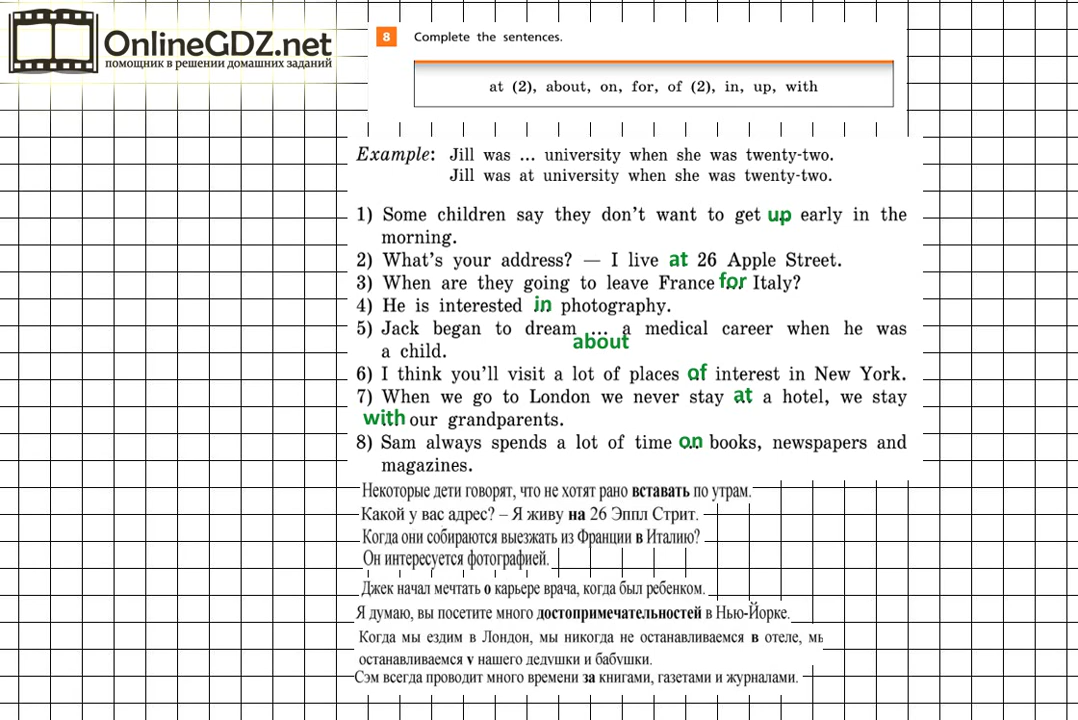 OnlineGDZ.net
помощник в решении домашних заданий
8 Complete the sentences.
at (2), about, on, for, of (2), in, up, with
Example: Jill was ... university when she was twenty-two.
Jill was at university when she was twenty-two.
1) Some children say they don't want to get up early in the
morning.
2) What's your address? — I live at 26 Apple Street.
3) When are they going to leave France for Italy?
4) He is interested in photography.
5) Jack began to dream ... a medical career when he was
about
a child.
6) I think you'll visit a lot of places of interest in New York.
7) When we go to London we never stay at a hotel, we stay
with our grandparents.
8) Sam always spends a lot of time on books, newspapers and
magazines.
Некоторые дети говорят, что не хотят рано вставать по утрам.
Какой у вас адрес? – Я живу на 26 Эппл Стрит.
Когда они собираются выезжать из Франции в Италию?
Он интересуется фотографией.
Джек начал мечтать о карьере врача, когда был ребенком.
Я думаю, вы посетите много достопримечательностей в Нью-Йорке.
Когда мы ездим в Лондон, мы никогда не останавливаемся в отеле, мы
останавливаемся у нашего дедушки и бабушки.
Сэм всегда проводит много времени за книгами, газетами и журналами.